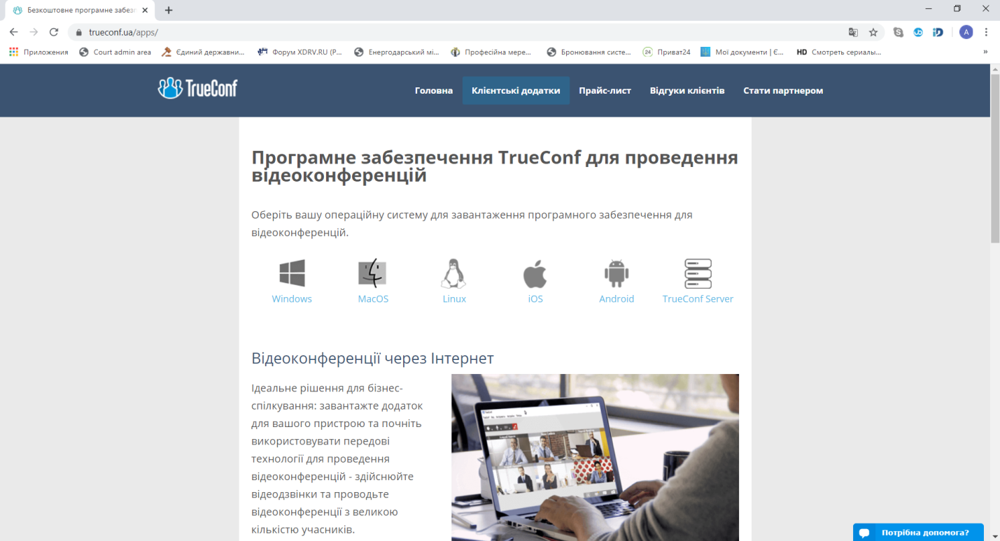 Безкоштовне програмне забезп
trueconf.ua/apps/
A
Приложения
Court admin area
Єдиний державни...
Форум XDRV.RU (P...
Енергодарський мі...
Професійна мере...
Бронювання систе...
24 Приват24
Мої документи | Є...
HD Смотреть сериалы...
»
TrueConf
Головна
Клієнтські додатки
Прайс-лист
Відгуки клієнтів
Стати партнером
Програмне забезпечення TrueConf для проведення
відеоконференцій
Оберіть вашу операційну систему для завантаження програмного забезпечення для
відеоконференцій.
Windows
MacOS
Linux
iOS
Android
TrueConf Server
Відеоконференції через Інтернет
Ідеальне рішення для бізнес-
спілкування: завантажте додаток
для вашого пристрою та почніть
використовувати передові
технології для проведення
відеоконференцій - здійснюйте
відеодзвінки та проводьте
відеоконференції з великою
кількістю учасників.
Потрібна допомога?